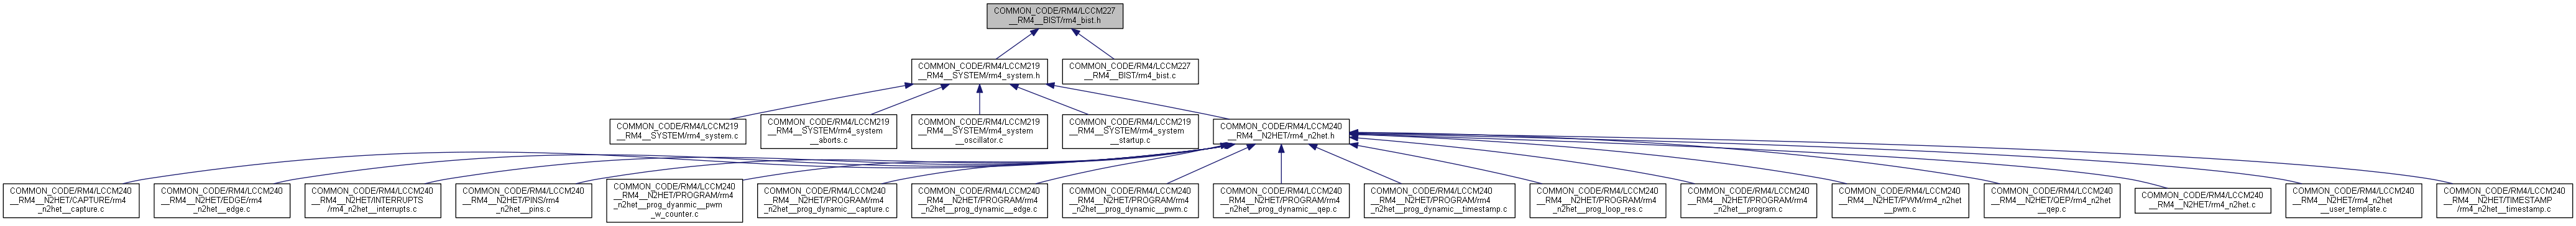 COMMON_CODE/RM4/LCCM227
__RM4__BIST/rm4_bist.h
COMMON_CODE/RM4/LCCM219
__RM4__SYSTEM/rm4_system.h
COMMON_CODE/RM4/LCCM227
__RM4__BIST/rm4_bist.c
COMMON_CODE/RM4/LCCM219
__RM4__SYSTEM/rm4_system.c
COMMON_CODE/RM4/LCCM219
__RM4__SYSTEM/rm4_system
__aborts.c
COMMON_CODE/RM4/LCCM219
__RM4__SYSTEM/rm4_system
__oscillator.c
COMMON_CODE/RM4/LCCM219
__RM4__SYSTEM/rm4_system
__startup.c
COMMON_CODE/RM4/LCCM240
__RM4__N2HET/rm4_n2het.h
COMMON_CODE/RM4/LCCM240
__RM4__N2HET/CAPTURE/rm4
_n2het__capture.c
COMMON_CODE/RM4/LCCM240
__RM4__N2HET/EDGE/rm4
_n2het__edge.c
COMMON_CODE/RM4/LCCM240
__RM4__N2HET/INTERRUPTS
/rm4_n2het__interrupts.c
COMMON_CODE/RM4/LCCM240
__RM4__N2HET/PINS/rm4
_n2het__pins.c
COMMON_CODE/RM4/LCCM240
__RM4__N2HET/PROGRAM/rm4
_n2het__prog_dyanmic__pwm
_w_counter.c
COMMON_CODE/RM4/LCCM240
__RM4__N2HET/PROGRAM/rm4
_n2het__prog_dynamic__capture.c
COMMON_CODE/RM4/LCCM240
__RM4__N2HET/PROGRAM/rm4
_n2het__prog_dynamic__edge.c
COMMON_CODE/RM4/LCCM240
__RM4__N2HET/PROGRAM/rm4
_n2het__prog_dynamic__pwm.c
COMMON_CODE/RM4/LCCM240
__RM4__N2HET/PROGRAM/rm4
_n2het__prog_dynamic__qep.c
COMMON_CODE/RM4/LCCM240
__RM4__N2HET/PROGRAM/rm4
_n2het__prog_dynamic__timestamp.c
COMMON_CODE/RM4/LCCM240
__RM4__N2HET/PROGRAM/rm4
_n2het__prog_loop_res.c
COMMON_CODE/RM4/LCCM240
__RM4__N2HET/PROGRAM/rm4
_n2het__program.c
COMMON_CODE/RM4/LCCM240
__RM4__N2HET/PWM/rm4_n2het
__pwm.c
COMMON_CODE/RM4/LCCM240
__RM4__N2HET/QEP/rm4_n2het
__qep.c
COMMON_CODE/RM4/LCCM240
__RM4__N2HET/rm4_n2het.c
COMMON_CODE/RM4/LCCM240
__RM4__N2HET/rm4_n2het
__user_template.c
COMMON_CODE/RM4/LCCM240
__RM4__N2HET/TIMESTAMP
/rm4_n2het__timestamp.c